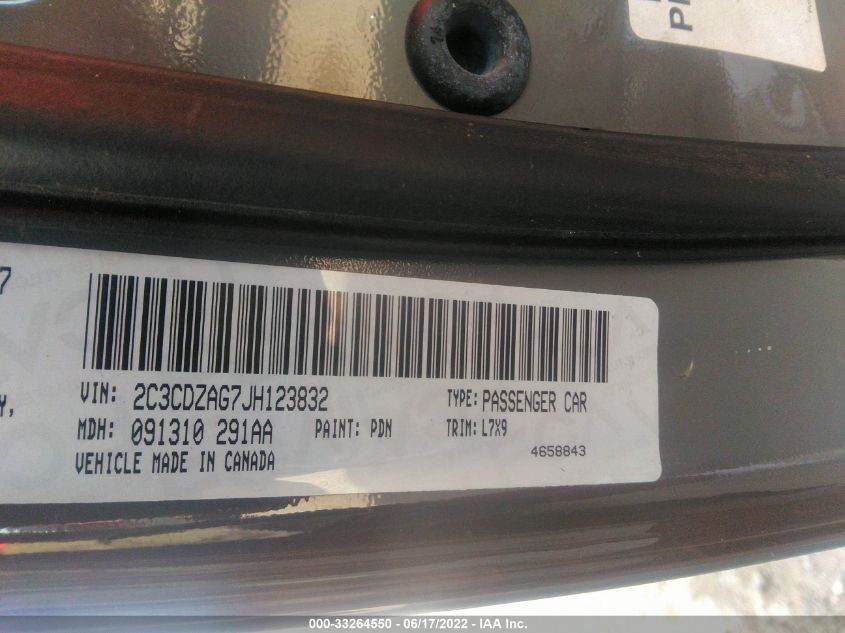 7
Y,
VIN: 2C3CDZAG7JH123832 TYPE: PASSENGER CAR
MDH: 091310 291AA PAINT: PDN TRIM: L7X9
VEHICLE MADE IN CANADA 4658843
000-33264550 - 06/17/2022 - IAA Inc.